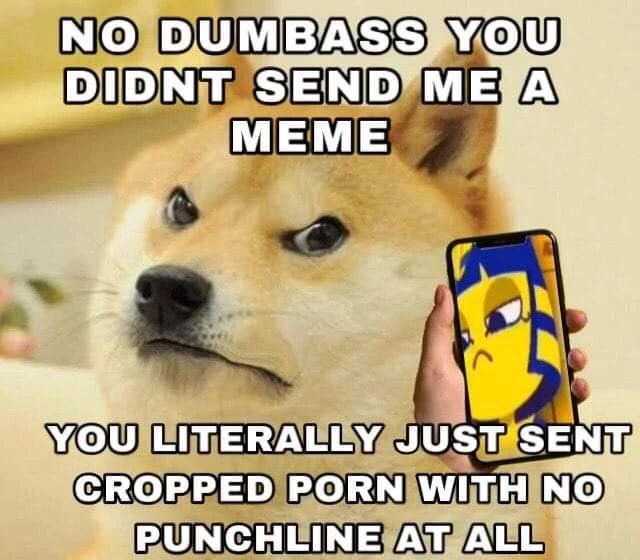 NO DUMBASS YOU
DIDNT SEND ME A
MEME
YOU LITERALLY JUST SENT
CROPPED PORN WITH NO
PUNCHLINE AT ALL